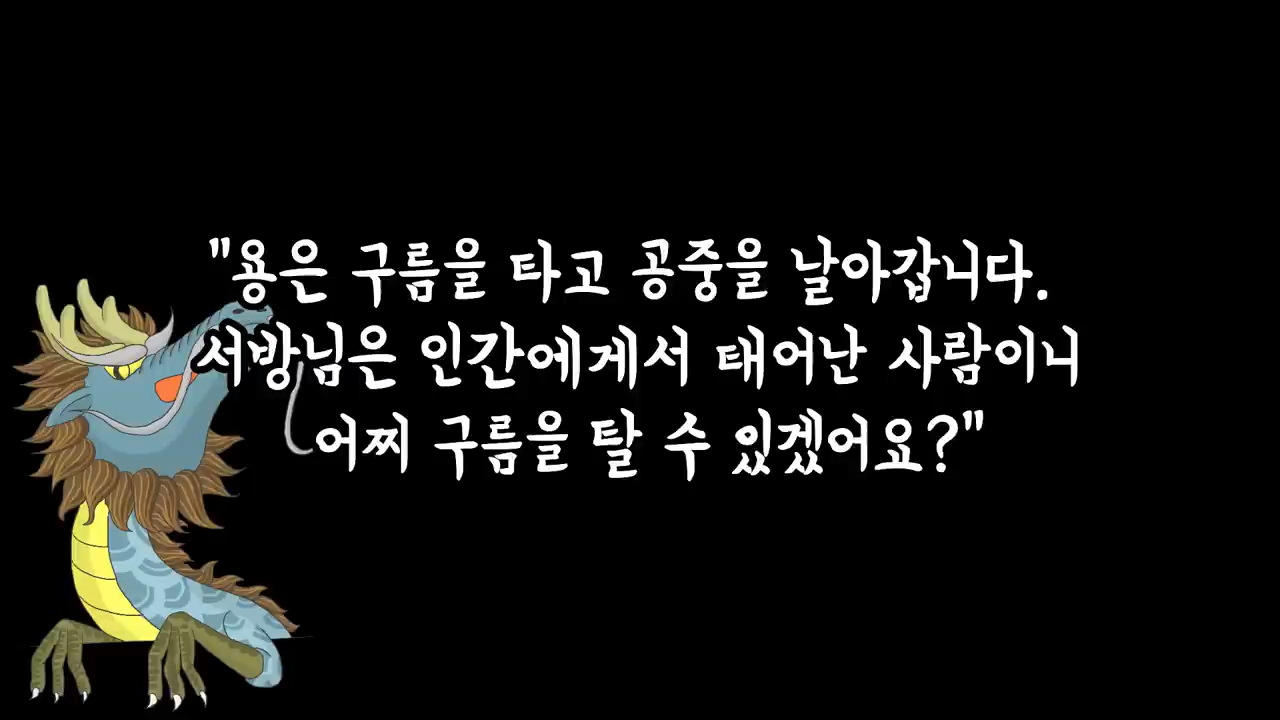 "용은 구름을 타고 공중을 날아갑니다.
서방님은 인간에게서 태어난 사람이니
어찌 구름을 탈 수 있겠어요?"